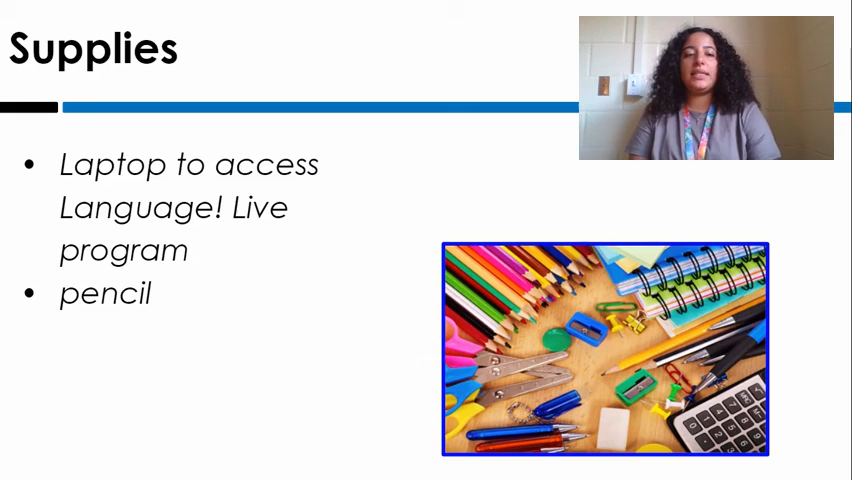 Supplies
• Laptop to access
Language! Live
program
• pencil